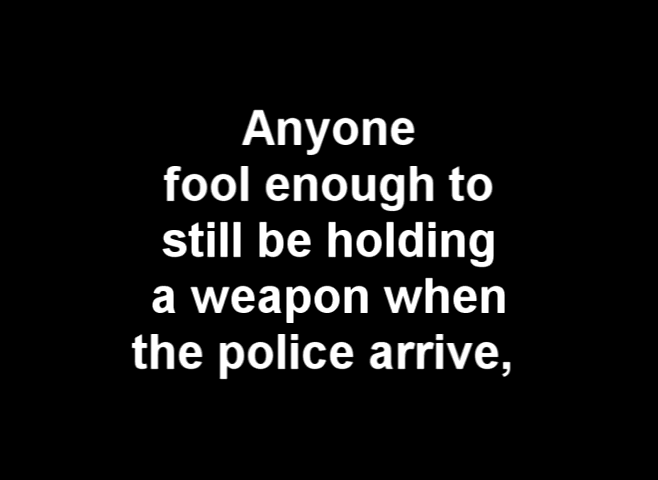 Anyone
fool enough to
still be holding
a weapon when
the police arrive,